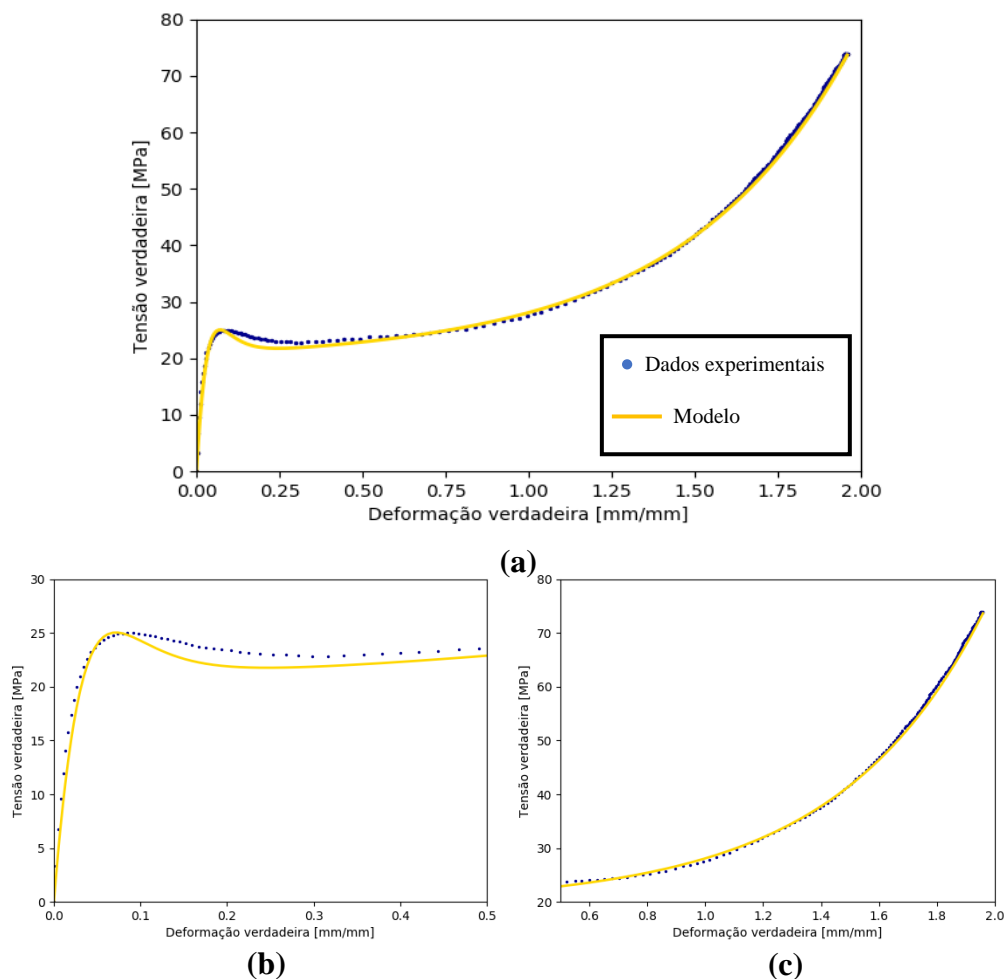 80
70
60
50
40
30
20
10
0
Tensão verdadeira [MPa]
Dados experimentais
Modelo
0.00 0.25 0.50 0.75 1.00 1.25 1.50 1.75 2.00
Deformação verdadeira [mm/mm]
(a)
30
25
20
15
10
5
0
Tensão verdadeira [MPa]
0.0 0.1 0.2 0.3 0.4 0.5
Deformação verdadeira [mm/mm]
(b)
80
70
60
50
40
30
20
Tensão verdadeira [MPa]
0.6 0.8 1.0 1.2 1.4 1.6 1.8 2.0
Deformação verdadeira [mm/mm]
(c)